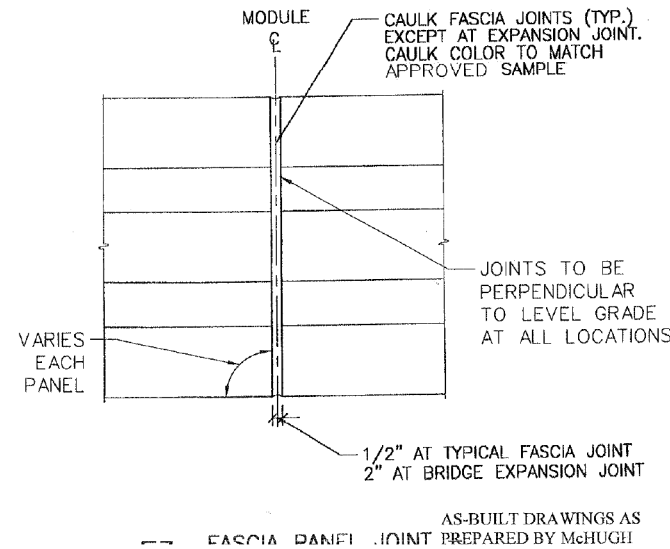 MODULE
℄
CAULK FASCIA JOINTS (TYP.)
EXCEPT AT EXPANSION JOINT.
CAULK COLOR TO MATCH
APPROVED SAMPLE
JOINTS TO BE
PERPENDICULAR
TO LEVEL GRADE
AT ALL LOCATIONS
VARIES
EACH
PANEL
1/2" AT TYPICAL FASCIA JOINT
2" AT BRIDGE EXPANSION JOINT
FASCIA PANEL JOINT
AS-BUILT DRAWINGS AS
PREPARED BY McHUGH